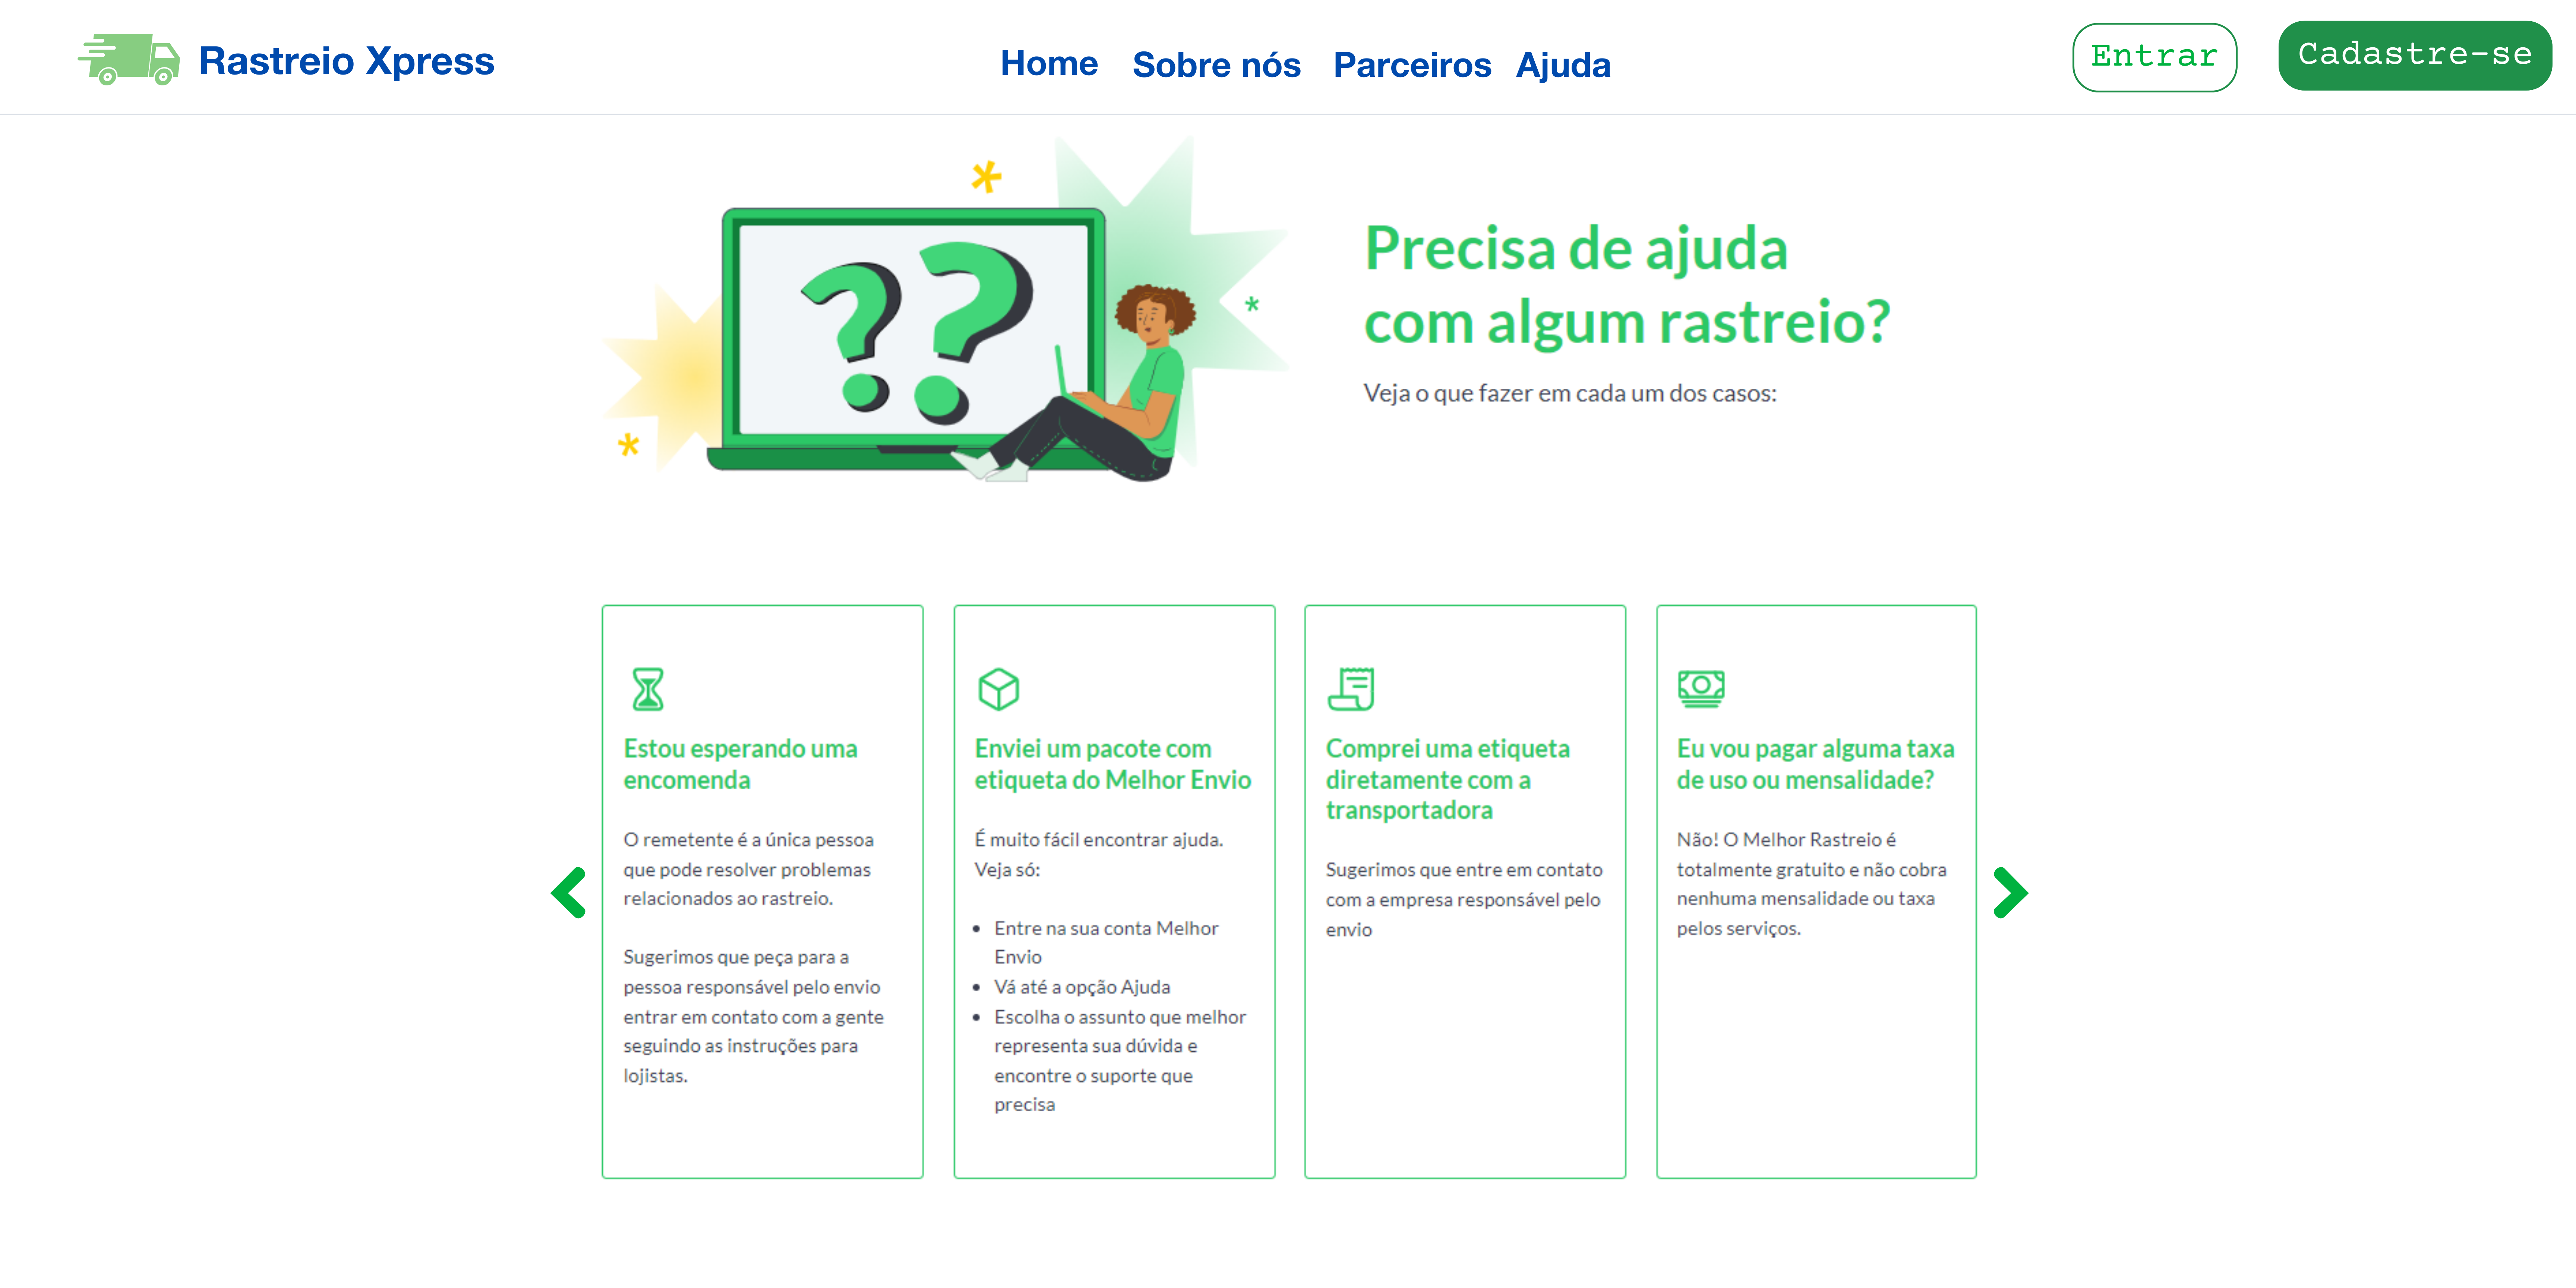 Rastreio Xpress
Home Sobre nós Parceiros Ajuda
Entrar
Cadastre-se
??
Precisa de ajuda
com algum rastreio?
Veja o que fazer em cada um dos casos:
Estou esperando uma
encomenda
O remetente é a única pessoa
que pode resolver problemas
relacionados ao rastreio.
Sugerimos que peça para a
pessoa responsável pelo envio
entrar em contato com a gente
seguindo as instruções para
lojistas.
Enviei um pacote com
etiqueta do Melhor Envio
É muito fácil encontrar ajuda.
Veja só:
• Entre na sua conta Melhor
Envio
• Vá até a opção Ajuda
• Escolha o assunto que melhor
representa sua dúvida e
encontre o suporte que
precisa
Comprei uma etiqueta
diretamente com a
transportadora
Sugerimos que entre em contato
com a empresa responsável pelo
envio
Eu vou pagar alguma taxa
de uso ou mensalidade?
Não! O Melhor Rastreio é
totalmente gratuito e não cobra
nenhuma mensalidade ou taxa
pelos serviços.